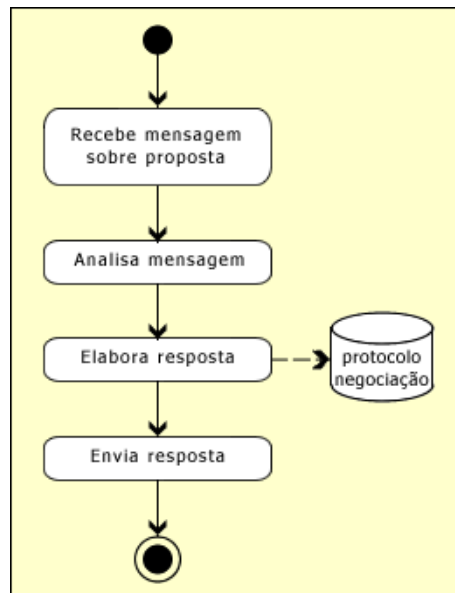 Recebe mensagem
sobre proposta
Analisa mensagem
Elabora resposta
protocolo
negociação
Envia resposta